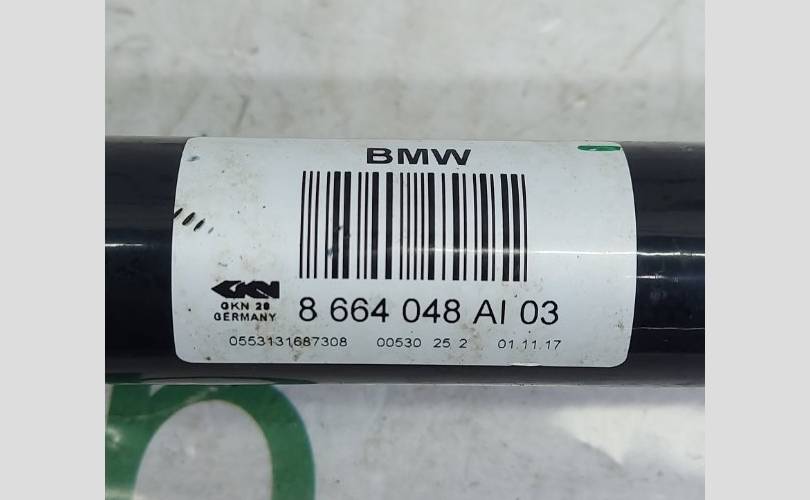 BMW
GKN
GKN 28
GERMANY
8 664 048 AI 03
0553131687308 00530 25 2 01.11.17